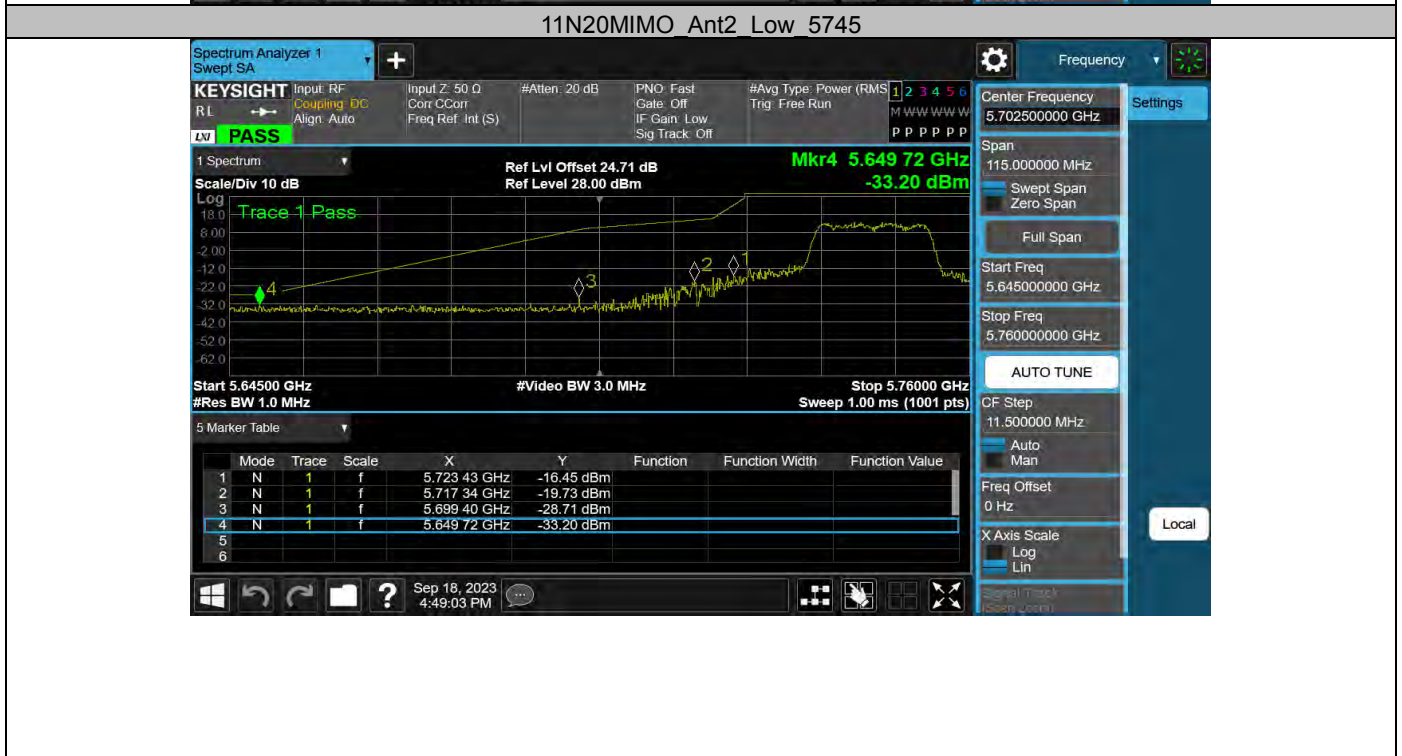 11N20MIMO_Ant2_Low_5745
Spectrum Analyzer 1
Swept SA
+
Frequency
KEYSIGHT
RL
LXI
PASS
Input: RF
Coupling: DC
Align: Auto
Input Z: 50 Ω
Corr CCorr
Freq Ref: Int (S)
#Atten: 20 dB
PNO: Fast
Gate: Off
IF Gain: Low
Sig Track: Off
#Avg Type: Power (RMS
Trig: Free Run
1 2 3 4 5 6
M W W W W W
P P P P P P
Center Frequency
5.702500000 GHz
Settings
1 Spectrum
Scale/Div 10 dB
Ref Lvl Offset 24.71 dB
Ref Level 28.00 dBm
Mkr4 5.649 72 GHz
-33.20 dBm
Span
115.000000 MHz
Swept Span
Zero Span
Full Span
Start Freq
5.645000000 GHz
Stop Freq
5.760000000 GHz
AUTO TUNE
CF Step
11.500000 MHz
Auto
Man
Freq Offset
0 Hz
X Axis Scale
Log
Lin
Local
Log
Trace 1 Pass
18.0
8.00
-2.00
-12.0
-22.0
-32.0
-42.0
-52.0
-62.0
4
3
2
1
Start 5.64500 GHz
#Video BW 3.0 MHz
Stop 5.76000 GHz
#Res BW 1.0 MHz
Sweep 1.00 ms (1001 pts)
5 Marker Table
Mode Trace Scale X Y Function Function Width Function Value
1 N 1 f 5.723 43 GHz -16.45 dBm
2 N 1 f 5.717 34 GHz -19.73 dBm
3 N 1 f 5.699 40 GHz -28.71 dBm
4 N 1 f 5.649 72 GHz -33.20 dBm
5
6
?
Sep 18, 2023
4:49:03 PM
Signal Track
(Span Zoom)